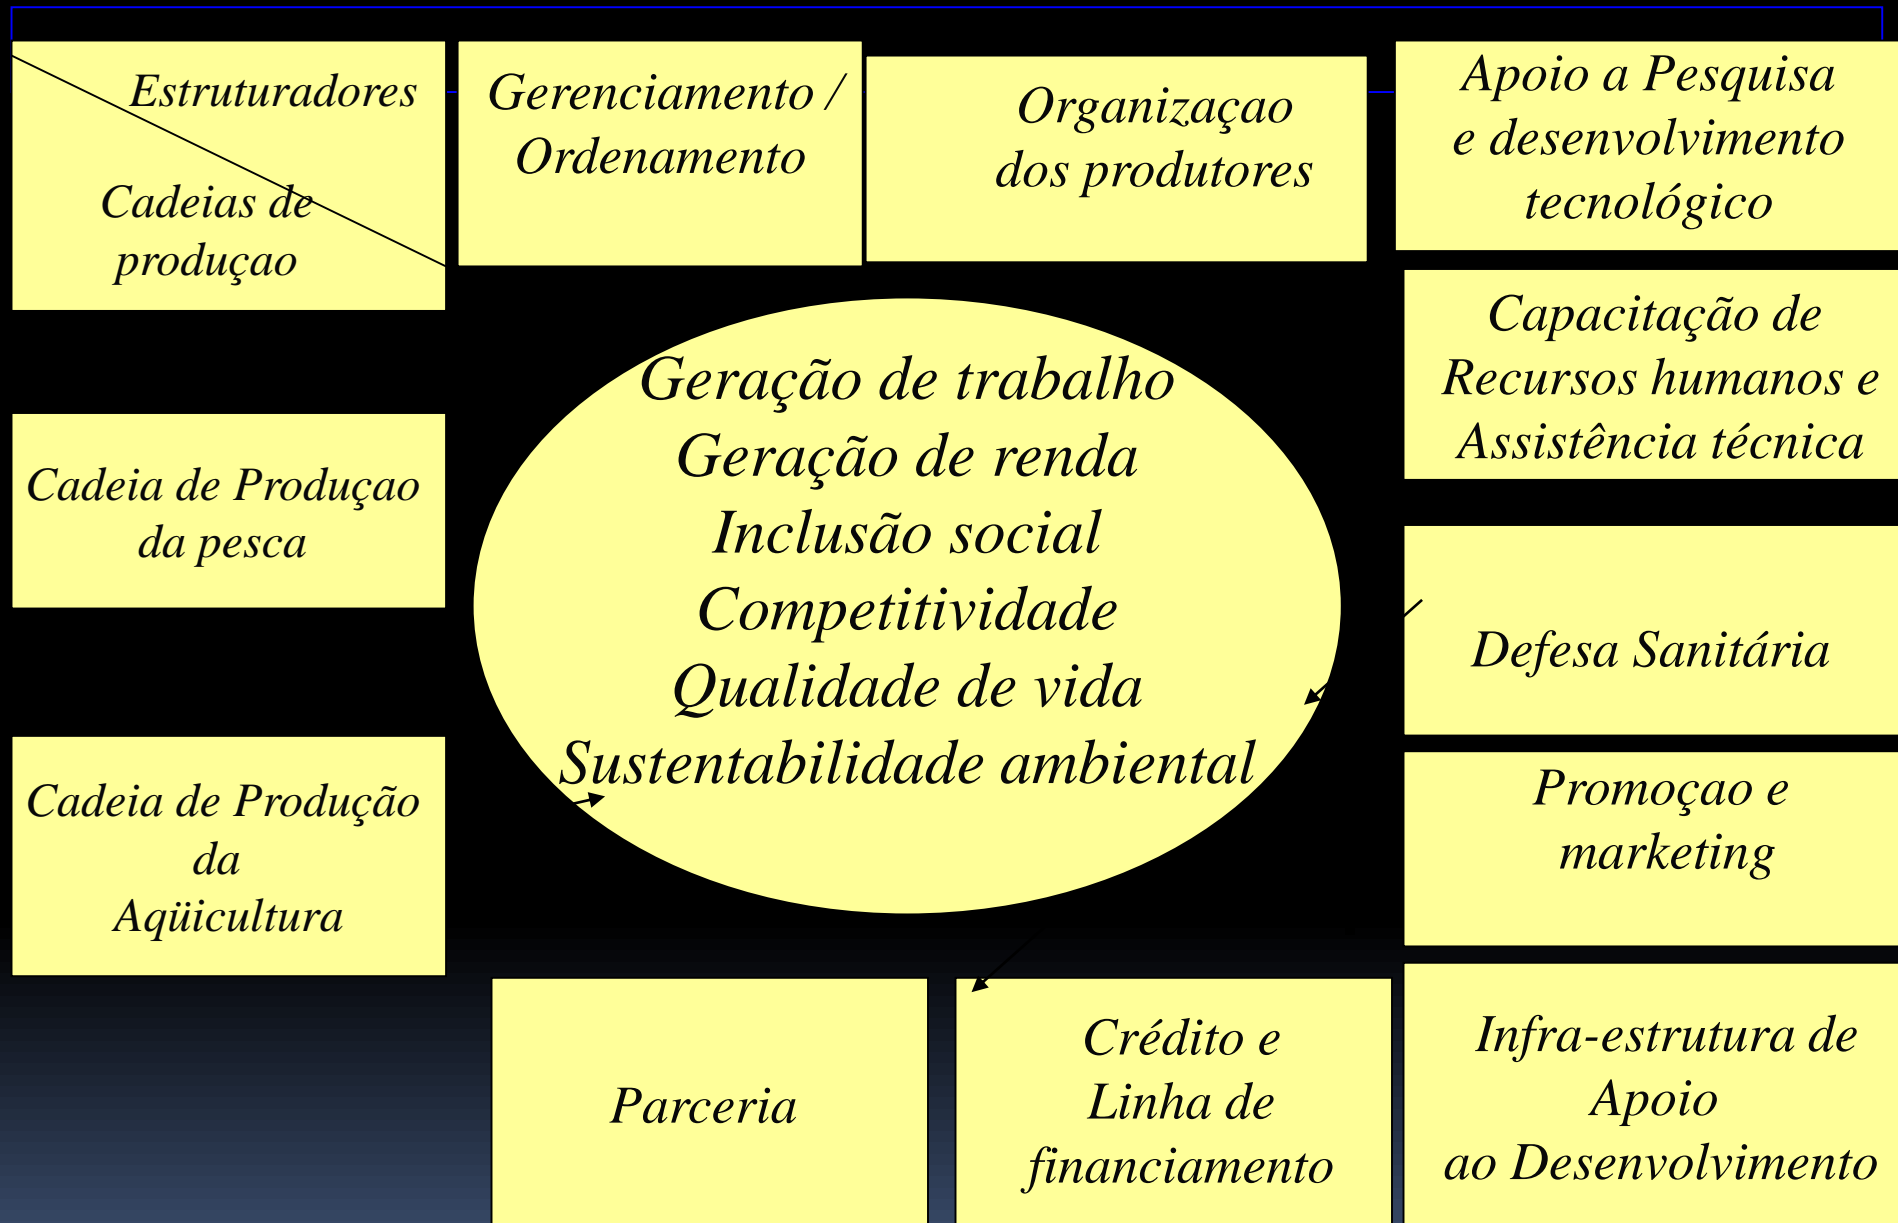 Estruturadores
Cadeias de
produçao
Gerenciamento /
Ordenamento
Organizaçao
dos produtores
Apoio a Pesquisa
e desenvolvimento
tecnológico
Capacitação de
Recursos humanos e
Assistência técnica
Geração de trabalho
Geração de renda
Inclusão social
Competitividade
Qualidade de vida
Sustentabilidade ambiental
Cadeia de Produçao
da pesca
Defesa Sanitária
Cadeia de Produção
da
Aqüicultura
Promoçao e
marketing
Parceria
Crédito e
Linha de
financiamento
Infra-estrutura de
Apoio
ao Desenvolvimento